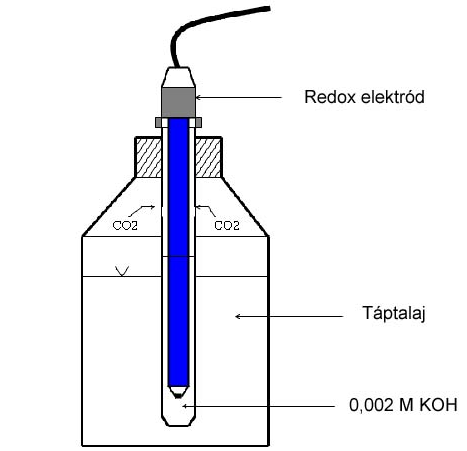 Redox elektród
CO2 CO2
Táptalaj
0,002 M KOH